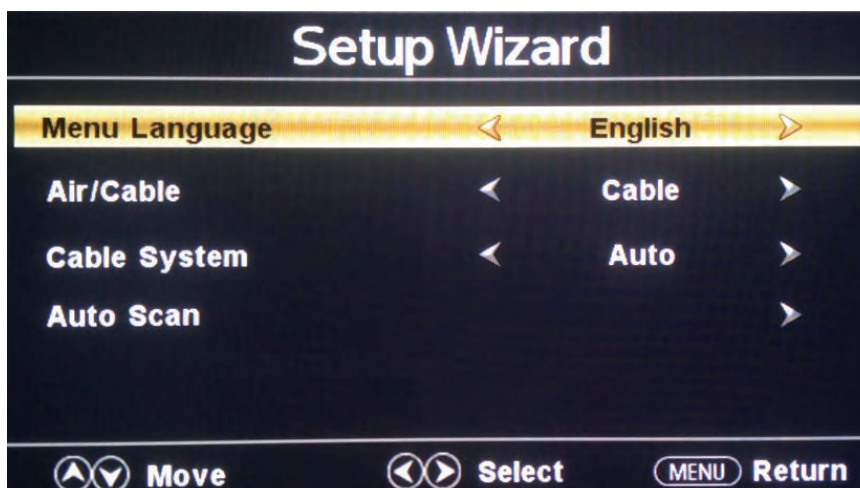 Setup Wizard
Menu Language English
Air/Cable Cable
Cable System Auto
Auto Scan
Move Select MENU Return